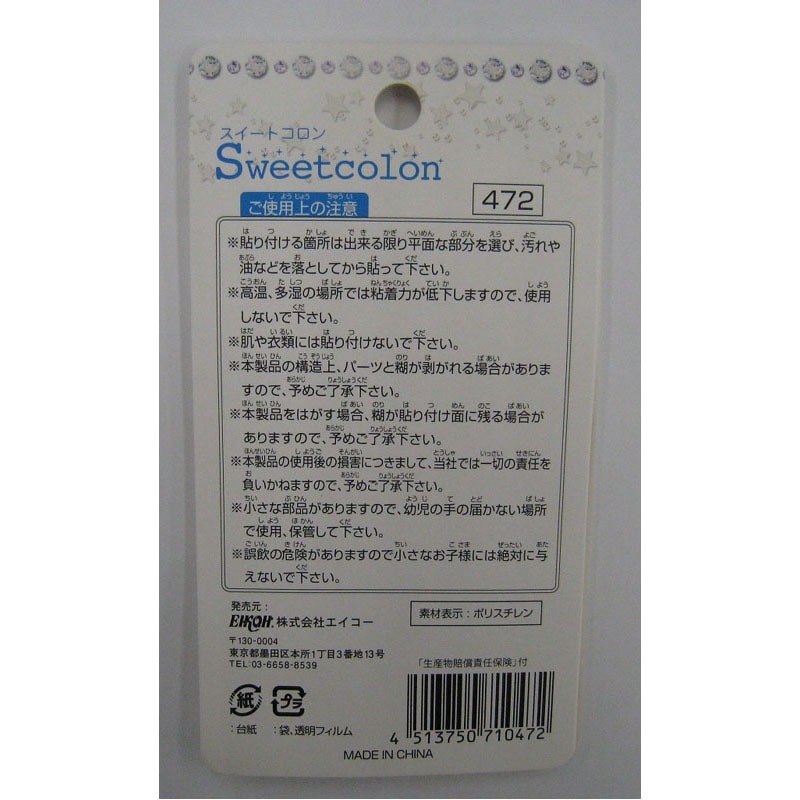 スイートコロン
Sweetcolon
ご使用上の注意
472
※貼り付ける箇所は出来る限り平面な部分を選び、汚れや
油などを落としてから貼って下さい。
※高温、多湿の場所では粘着力が低下しますので、使用
しないで下さい。
※肌や衣類には貼り付けないで下さい。
※本製品の構造上、パーツと糊が剥がれる場合がありま
すので、予めご了承下さい。
※本製品をはがす場合、糊が貼り付け面に残る場合が
ありますので、予めご了承下さい。
※本製品の使用後の損害につきまして、当社では一切の責任を
負いかねますので、予めご了承下さい。
※小さな部品がありますので、幼児の手の届かない場所
で使用、保管して下さい。
※誤飲の危険がありますので小さなお子様には絶対に与
えないで下さい。
発売元:
EIKOH.株式会社エイコー
〒130-0004
東京都墨田区本所1丁目3番地13号
TEL:03-6658-8539
素材表示:ポリスチレン
「生産物賠償責任保険」付
紙
プラ
:台紙
:袋、透明フィルム
4 513750 710472
MADE IN CHINA